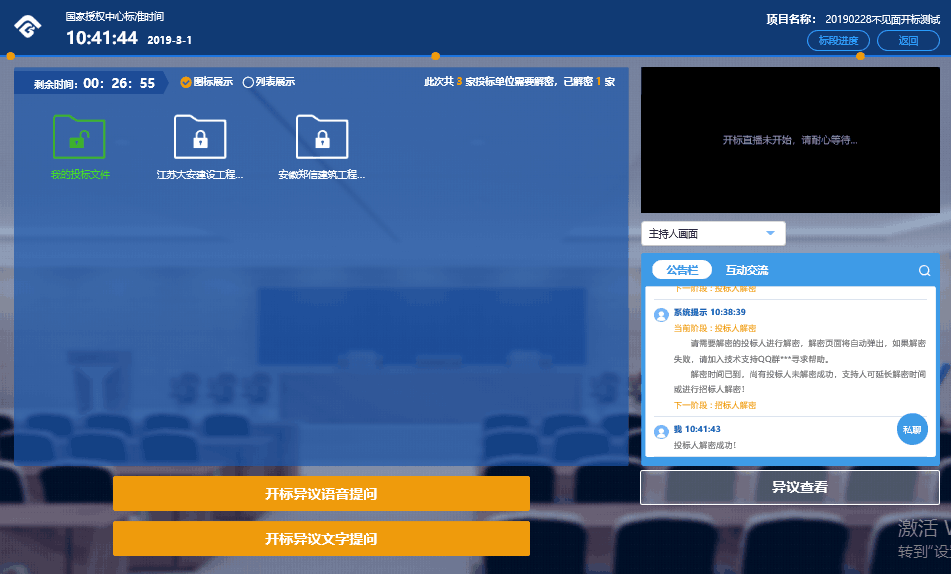 国家授权中心标准时间
10:41:44 2019-3-1
项目名称： 20190228不见面开标测试
标段进度
返回
剩余时间：00：26：55
图标展示
列表展示
此次共 3 家投标单位需要解密，已解密 1 家
我的投标文件
江苏大安建设工程...
安徽郑信建筑工程...
开标直播未开始，请耐心等待...
主持人画面
公告栏
互动交流
下一阶段：投标人解密
系统提示 10:38:39
当前阶段：投标人解密
请需要解密的投标人进行解密，解密页面将自动弹出，如果解密
失败，请加入技术支持QQ群***寻求帮助。
解密时间已到，尚有投标人未解密成功，支持人可延长解密时间
或进行招标人解密！
下一阶段：招标人解密
我 10:41:43
投标人解密成功！
私聊
开标异议语音提问
开标异议文字提问
异议查看
激活 W
转到"设